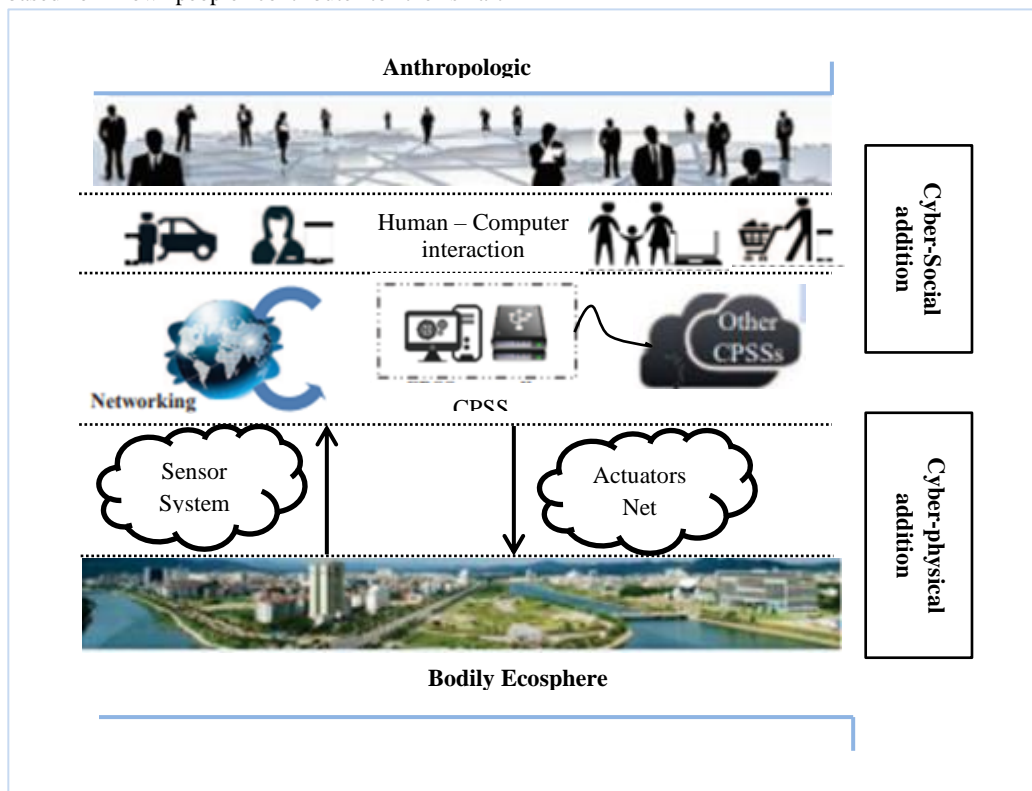 Anthropologic
Human – Computer
interaction
Other
CPSSs
Networking
CPSS
Sensor
System
Actuators
Net
Bodily Ecosphere
Cyber-Social
addition
Cyber-physical
addition